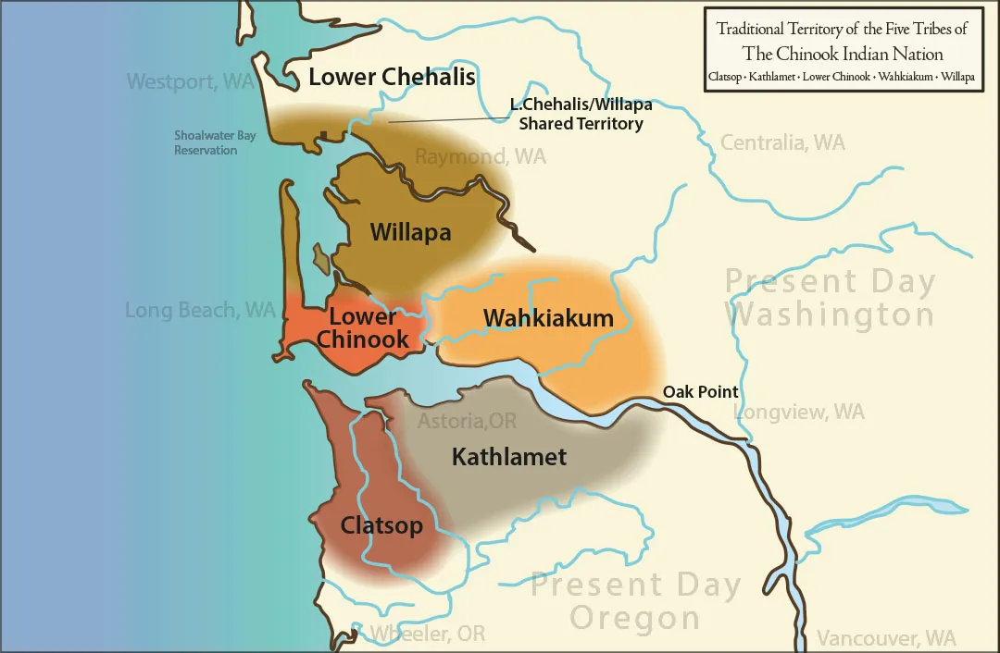 Traditional Territory of the Five Tribes of
The Chinook Indian Nation
Clatsop • Kathlamet • Lower Chinook • Wahkiakum • Willapa
Westport, WA
Lower Chehalis
L.Chehalis/Willapa
Shared Territory
Shoalwater Bay
Reservation
Raymond, WA
Centralia, WA
Willapa
Present Day
Washington
Long Beach, WA
Lower
Chinook
Wahkiakum
Oak Point
Longview, WA
Astoria,OR
Kathlamet
Clatsop
Present Day
Oregon
Wheeler, OR
Vancouver, WA